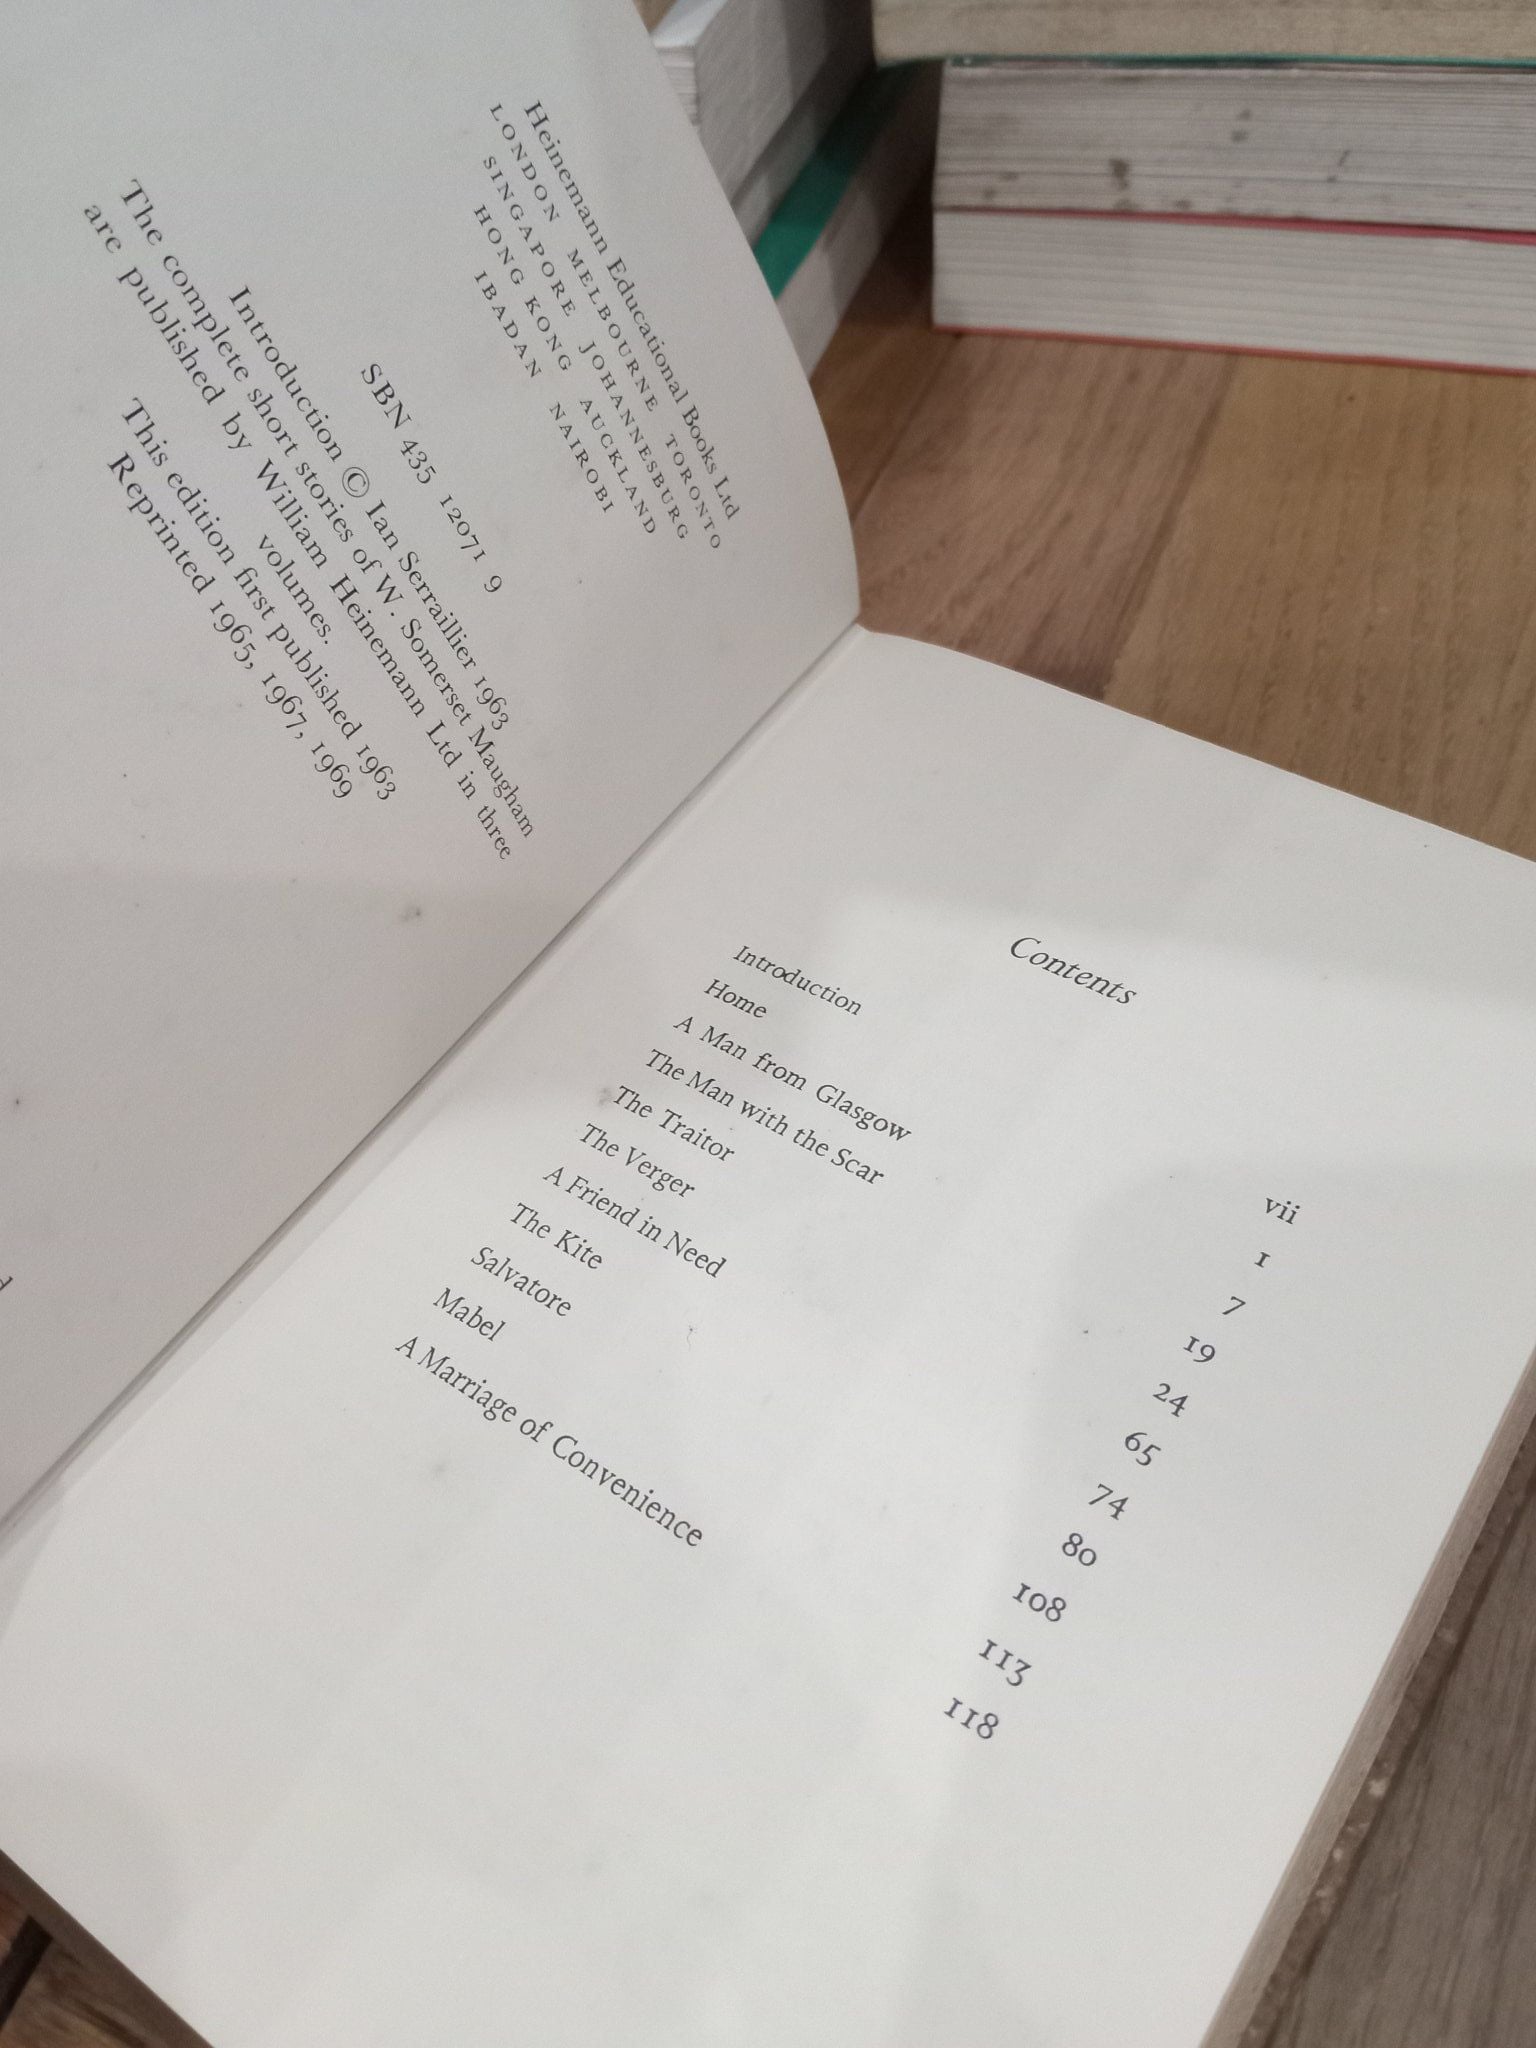 Heinemann Educational Books Ltd
LONDON MELBOURNE TORONTO
SINGAPORE JOHANNESBURG
HONG KONG AUCKLAND
IBADAN NAIROBI
SBN 435 12071 9
Introduction © Ian Serraillier 1963
The complete short stories of W. Somerset Maugham
are published by William Heinemann Ltd in three
volumes.
This edition first published 1963
Reprinted 1965, 1967, 1969
Contents
Introduction vii
Home 1
A Man from Glasgow 7
The Man with the Scar 19
The Traitor 24
The Verger 65
A Friend in Need 74
The Kite 80
Salvatore 108
Mabel 113
A Marriage of Convenience 118